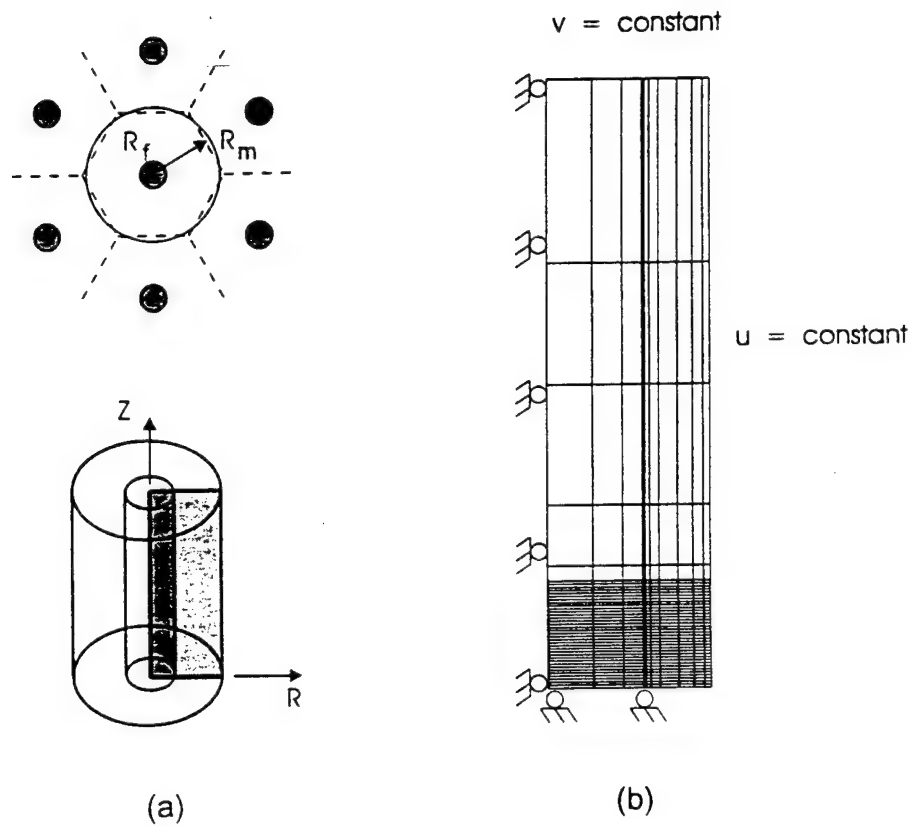 v = constant
R_f
R_m
u = constant
Z
R
(a)
(b)